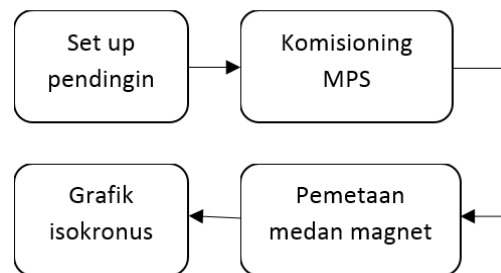 Set up
pendingin
Komisioning
MPS
Grafik
isokronus
Pemetaan
medan magnet